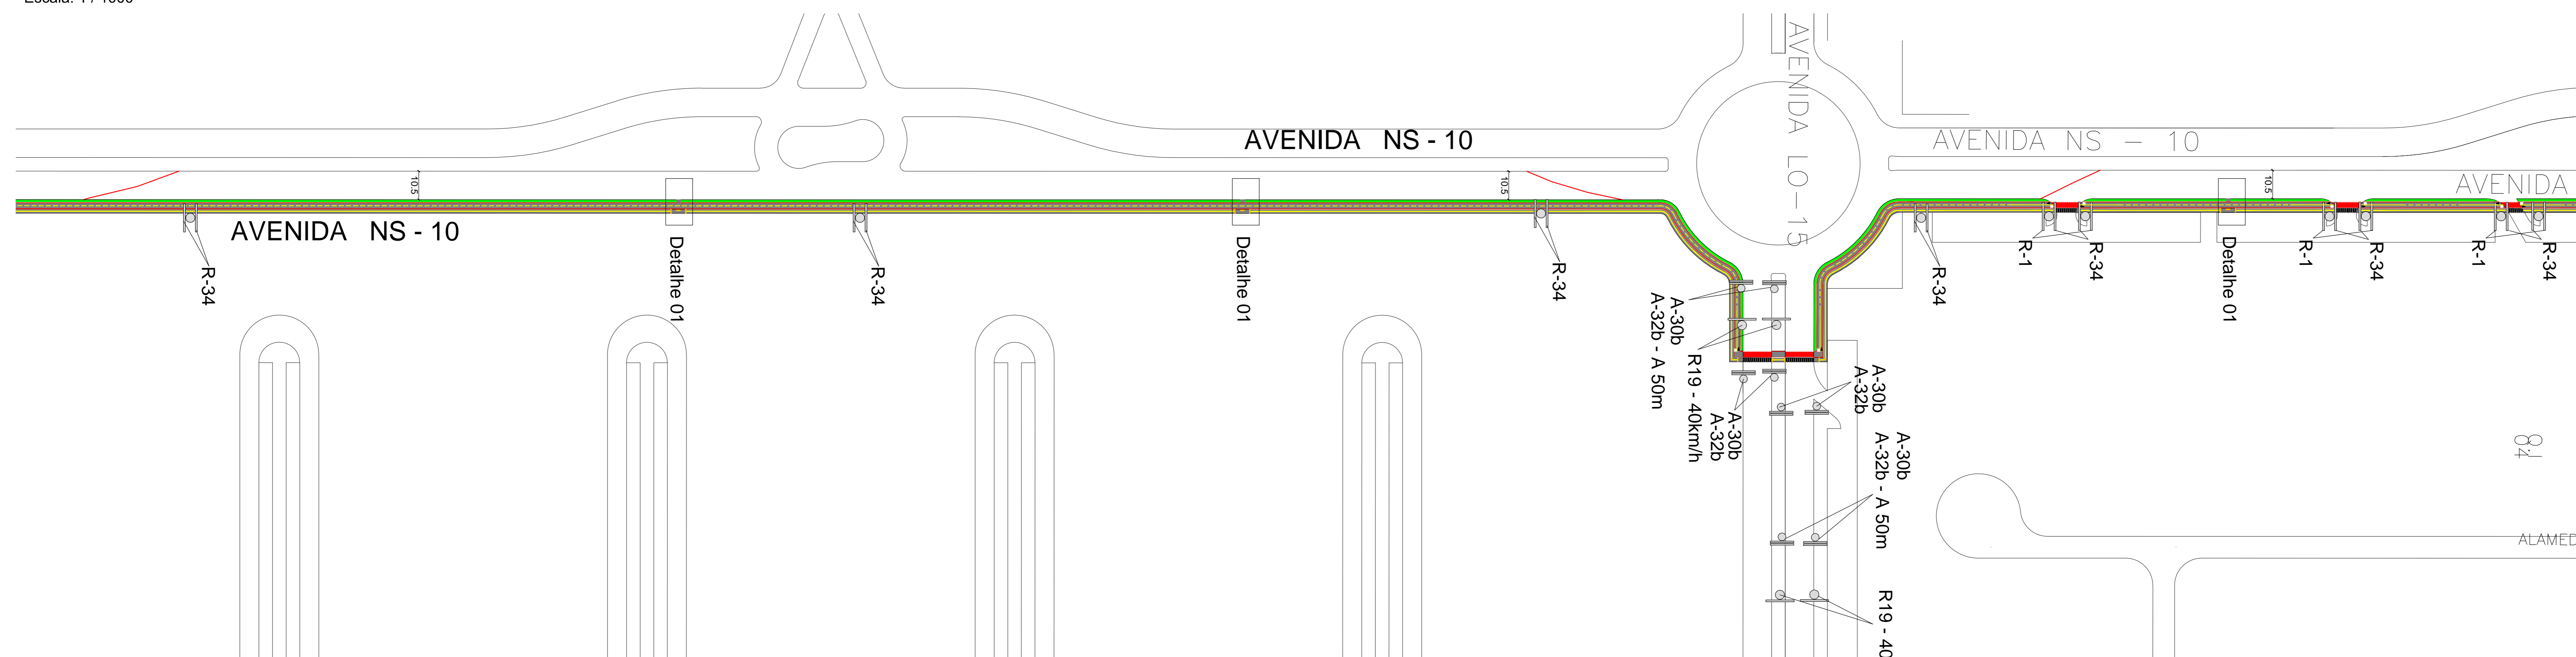 AVENIDA LO-15
AVENIDA NS - 10
AVENIDA NS - 10
AVENIDA
10.5
10.5
10.5
AVENIDA NS - 10
R-34
Detalhe 01
R-34
Detalhe 01
R-34
R-34
R-1
R-34
Detalhe 01
R-1
R-34
R-1
R-34
A-30b
A-32b - A 50m
R19 - 40km/h
A-30b
A-32b
A-30b
A-32b
A-30b
A-32b - A 50m
R19 - 40
84